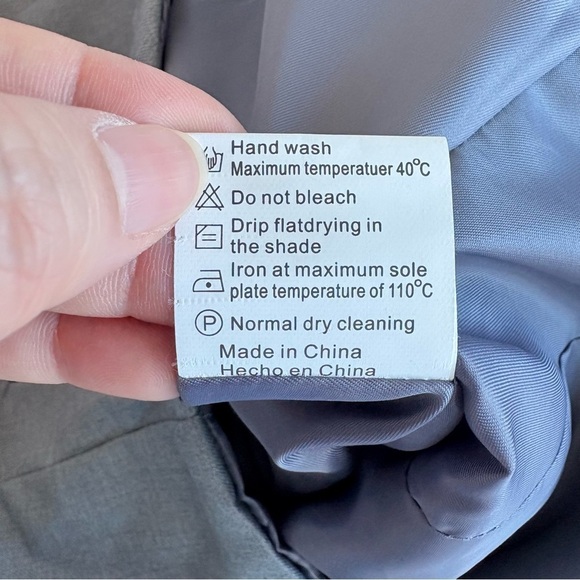 Hand wash
Maximum temperatuer 40°C
Do not bleach
Drip flatdrying in
the shade
Iron at maximum sole
plate temperature of 110°C
P Normal dry cleaning
Made in China
Hecho en China